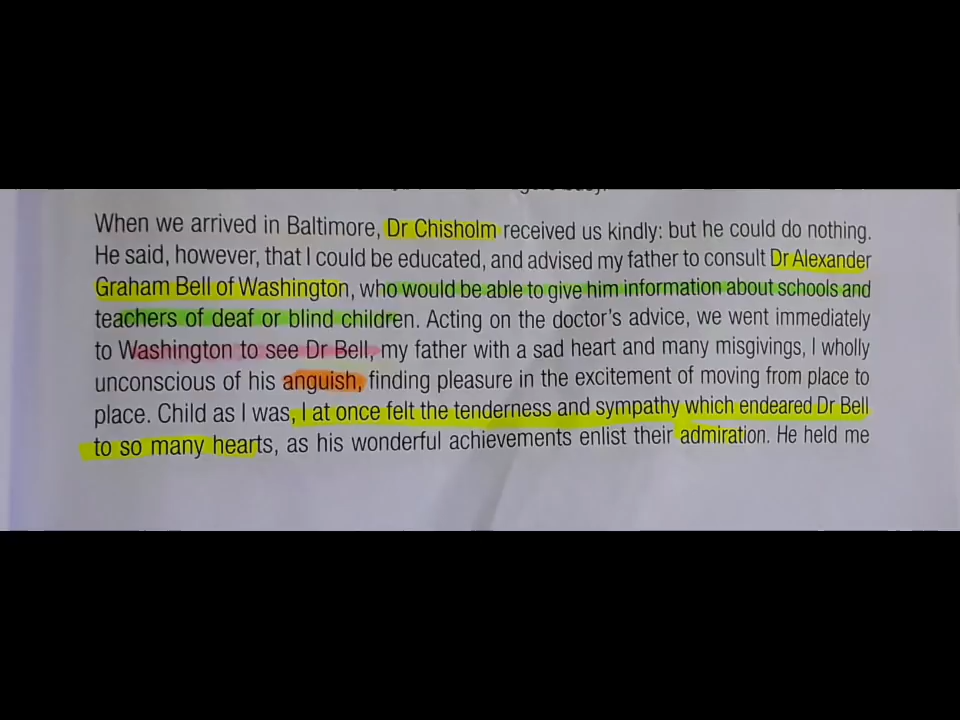 When we arrived in Baltimore, Dr Chisholm received us kindly: but he could do nothing.
He said, however, that I could be educated, and advised my father to consult Dr Alexander
Graham Bell of Washington, who would be able to give him information about schools and
teachers of deaf or blind children. Acting on the doctor's advice, we went immediately
to Washington to see Dr Bell, my father with a sad heart and many misgivings, I wholly
unconscious of his anguish, finding pleasure in the excitement of moving from place to
place. Child as I was, I at once felt the tenderness and sympathy which endeared Dr Bell
to so many hearts, as his wonderful achievements enlist their admiration. He held me